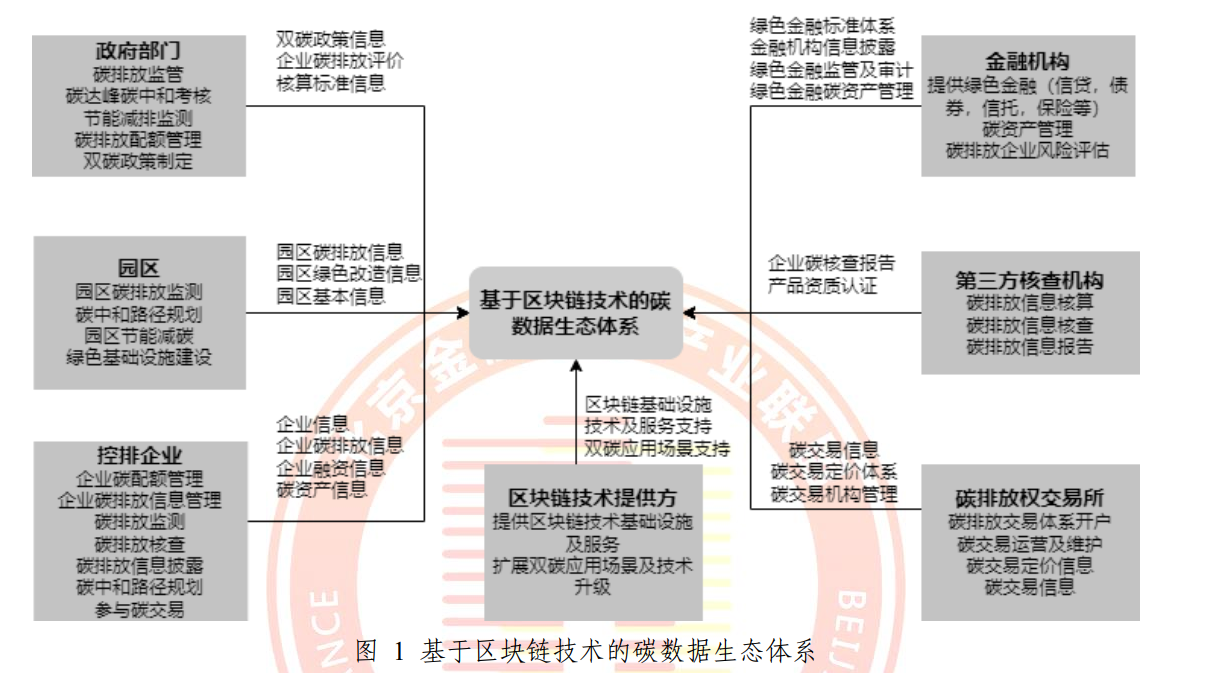 政府部门
碳排放监管
碳达峰碳中和考核
节能减排监测
碳排放配额管理
双碳政策制定
双碳政策信息
企业碳排放评价
核算标准信息
绿色金融标准体系
金融机构信息披露
绿色金融监管及审计
绿色金融碳资产管理
金融机构
提供绿色金融（信贷，债
券，信托，保险等）
碳资产管理
碳排放企业风险评估
园区
园区碳排放监测
碳中和路径规划
园区节能减碳
绿色基础设施建设
园区碳排放信息
园区绿色改造信息
园区基本信息
基于区块链技术的碳
数据生态体系
企业碳核查报告
产品资质认证
第三方核查机构
碳排放信息核算
碳排放信息核查
碳排放信息报告
控排企业
企业碳配额管理
企业碳排放信息管理
碳排放监测
碳排放核查
碳排放信息披露
碳中和路径规划
参与碳交易
企业信息
企业碳排放信息
企业融资信息
碳资产信息
区块链基础设施
技术及服务支持
双碳应用场景支持
区块链技术提供方
提供区块链技术基础设施
及服务
扩展双碳应用场景及技术
升级
碳交易信息
碳交易定价体系
碳交易机构管理
碳排放权交易所
碳排放交易体系开户
碳交易运营及维护
碳交易定价信息
碳交易信息
图 1 基于区块链技术的碳数据生态体系